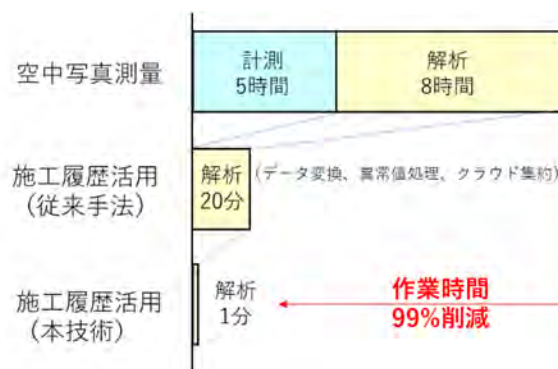 空中写真測量
計測
5時間
解析
8時間
施工履歴活用
(従来手法)
解析
20分
(データ変換、異常値処理、クラウド集約)
施工履歴活用
(本技術)
解析
1分
作業時間
99%削減